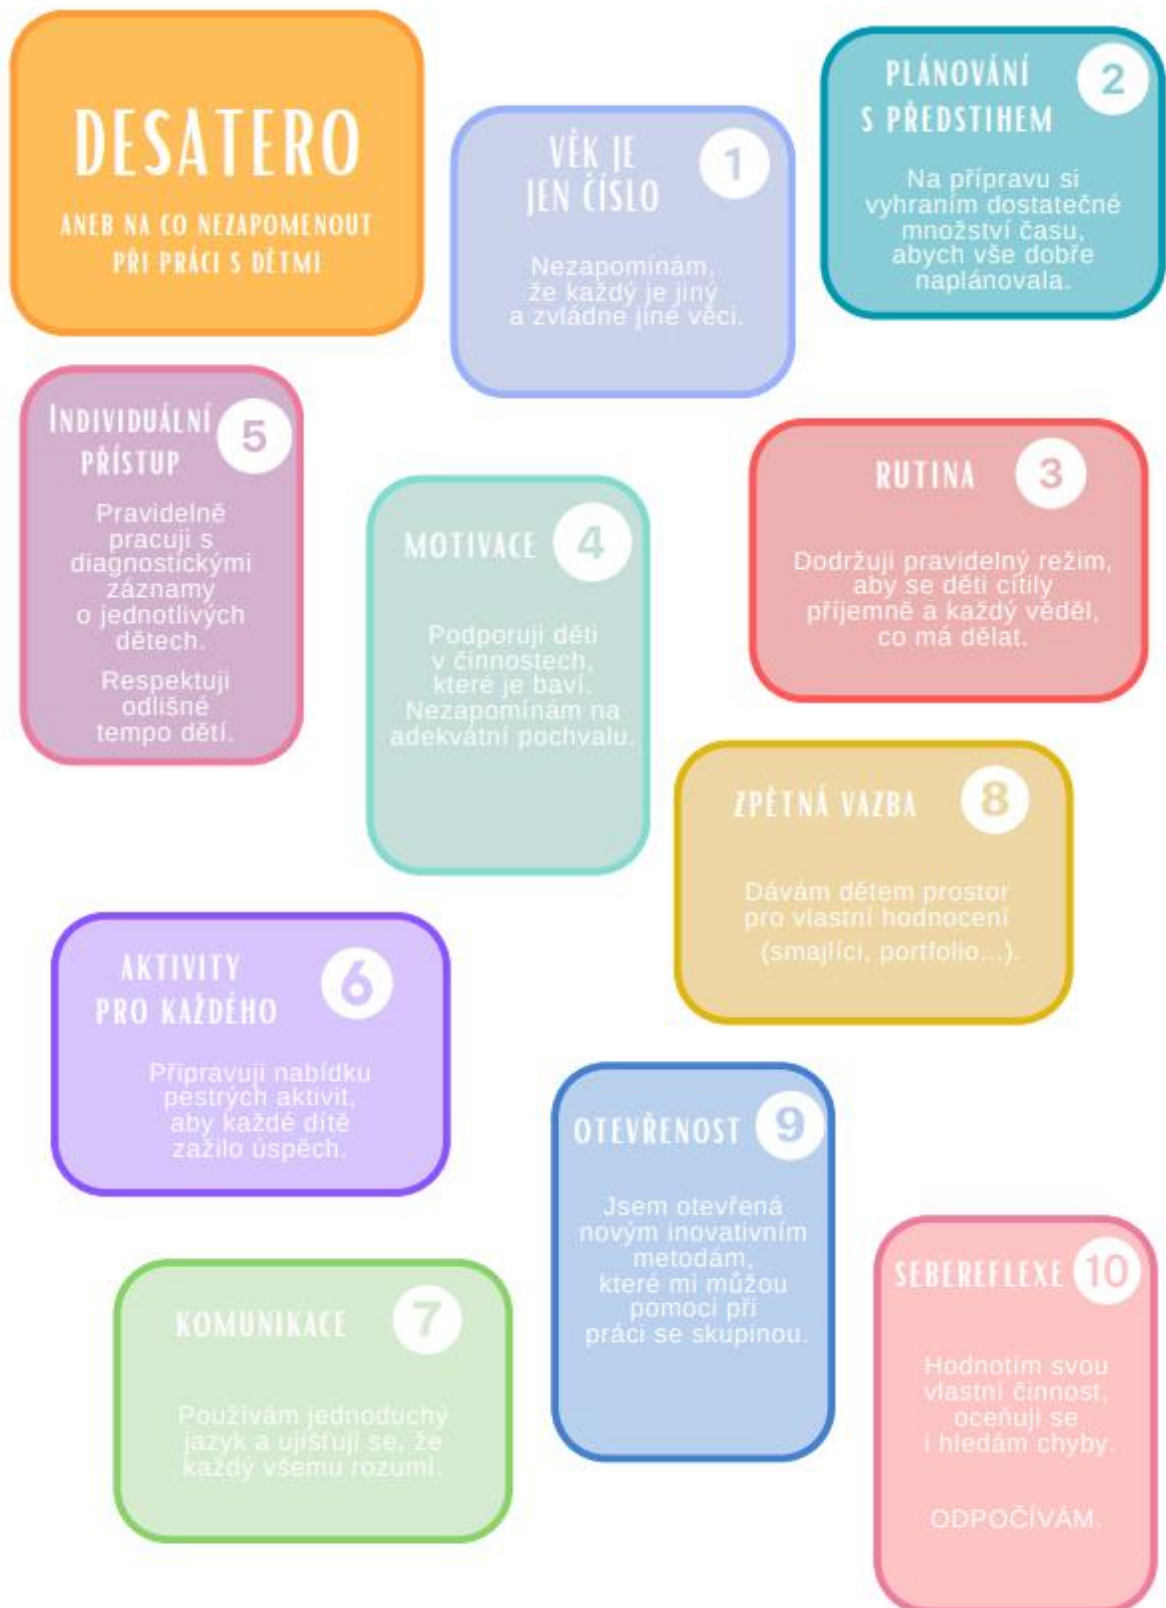 DESATERO
ANEB NA CO NEZAPOMENOUT
PŘI PRÁCI S DĚTMI
VĚK JE
JEN ČÍSLO
1
Nezapomínám,
že každý je jiný
a zvládne jiné věci.
PLÁNOVÁNÍ
S PŘEDSTIHEM
2
Na přípravu si
vyhraním dostatečné
množství času,
abych vše dobře
naplánovala.
RUTINA
3
Dodržuji pravidelný režim,
aby se děti cítily
příjemně a každý věděl,
co má dělat.
MOTIVACE
4
Podporuji děti
v činnostech,
které je baví.
Nezapomínám na
adekvátní pochvalu.
INDIVIDUÁLNÍ
PŘÍSTUP
5
Pravidelně
pracuji s
diagnostickými
záznamy
o jednotlivých
dětech.
Respektuji
odlišné
tempo dětí.
AKTIVITY
PRO KAŽDÉHO
6
Připravuji nabídku
pestrých aktivit,
aby každé dítě
zažilo úspěch.
KOMUNIKACE
7
Používám jednoduchý
jazyk a ujišťuji se, že
každý všemu rozumí.
ZPĚTNÁ VAZBA
8
Dávám dětem prostor
pro vlastní hodnocení
(smajlíci, portfolio...).
OTEVŘENOST
9
Jsem otevřená
novým inovativním
metodám,
které mi můžou
pomoci při
práci se skupinou.
SEBEREFLEXE
10
Hodnotím svou
vlastní činnost,
oceňuji se
i hledám chyby.
ODPOČÍVÁM.